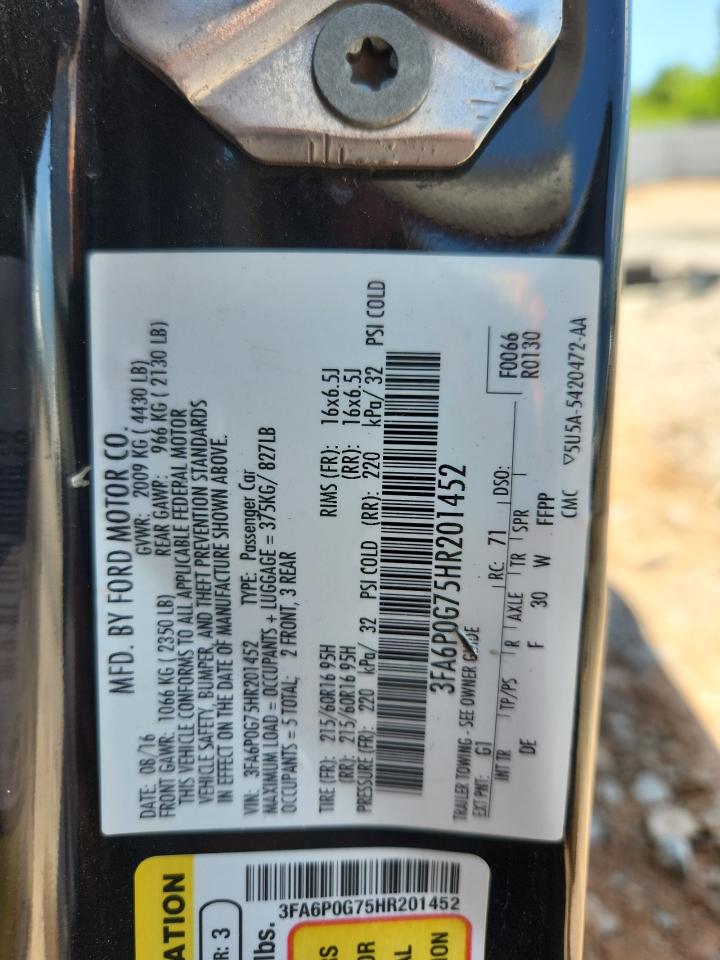 MFD. BY FORD MOTOR CO.
DATE: 08/16 GVWR: 2009 KG ( 4430 LB)
FRONT GAWR: 1066 KG ( 2350 LB) REAR GAWR: 966 KG ( 2130 LB)
THIS VEHICLE CONFORMS TO ALL APPLICABLE FEDERAL MOTOR
VEHICLE SAFETY, BUMPER, AND THEFT PREVENTION STANDARDS
IN EFFECT ON THE DATE OF MANUFACTURE SHOWN ABOVE.
VIN: 3FA6P0G75HR201452 TYPE: Passenger Car
MAXIMUM LOAD = OCCUPANTS + LUGGAGE = 375KG/ 827LB
OCCUPANTS = 5 TOTAL; 2 FRONT, 3 REAR
TIRE (FR): 215/60R16 95H RIMS (FR): 16x6.5J
(RR): 215/60R16 95H (RR): 16x6.5J
PRESSURE (FR): 220 kPa/ 32 PSI COLD (RR): 220 kPa/ 32 PSI COLD
3FA6P0G75HR201452
TRAILER TOWING - SEE OWNER GUIDE
EXT PNT: G1 RC: 71 DSO: F0066
INT TR TP/PS R AXLE TR SPR R0130
DE F 30 W FFPP
CMC ▽5U5A-5420472-AA
3FA6P0G75HR201452
ATION
R: 3
lbs.
RS
OR
AL
ION